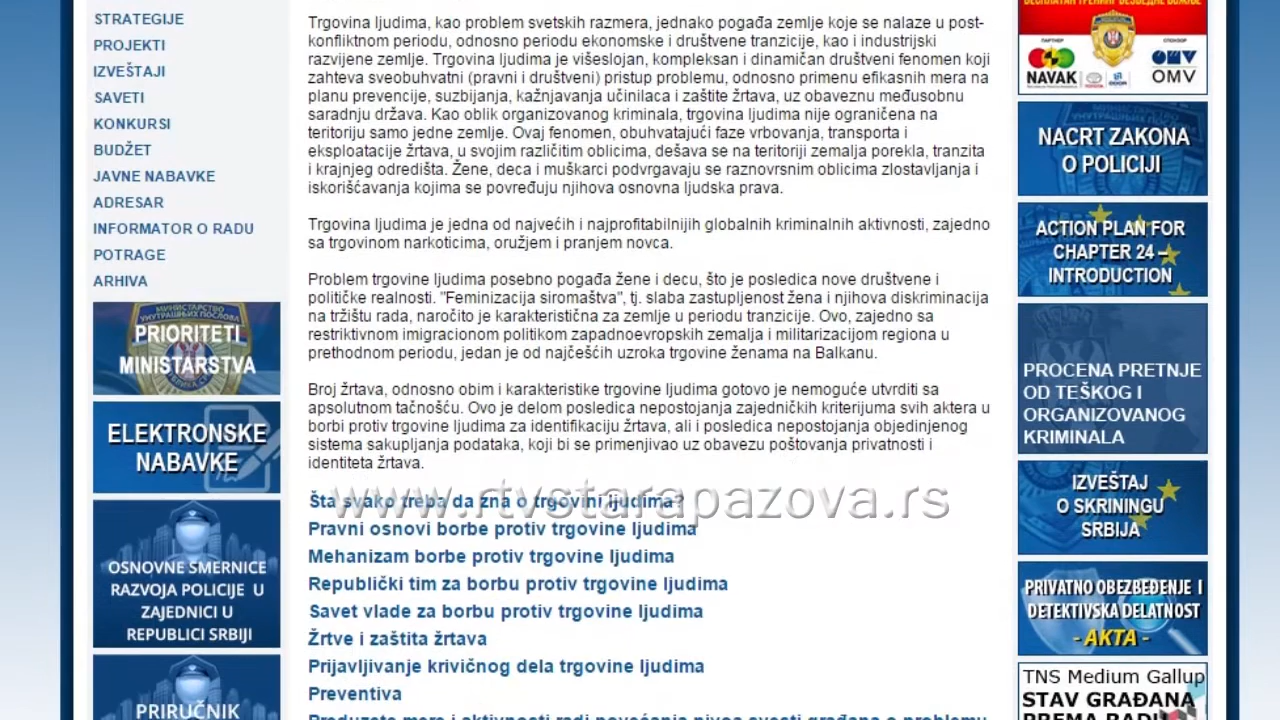 STRATEGIJE
PROJEKTI
IZVEŠTAJI
SAVETI
KONKURSI
BUDŽET
JAVNE NABAVKE
ADRESAR
INFORMATOR O RADU
POTRAGE
ARHIVA
PRIORITETI
MINISTARSTVA
ELEKTRONSKE
NABAVKE
OSNOVNE SMERNICE
RAZVOJA POLICIJE U
ZAJEDNICI U
REPUBLICI SRBIJI
PRIRUČNIK
Trgovina ljudima, kao problem svetskih razmera, jednako pogađa zemlje koje se nalaze u post-
konfliktnom periodu, odnosno periodu ekonomske i društvene tranzicije, kao i industrijski
razvijene zemlje. Trgovina ljudima je višeslojan, kompleksan i dinamičan društveni fenomen koji
zahteva sveobuhvatni (pravni i društveni) pristup problemu, odnosno primenu efikasnih mera na
planu prevencije, suzbijanja, kažnjavanja učinilaca i zaštite žrtava, uz obaveznu međusobnu
saradnju država. Kao oblik organizovanog kriminala, trgovina ljudima nije ograničena na
teritoriju samo jedne zemlje. Ovaj fenomen, obuhvatajući faze vrbovanja, transporta i
eksploatacije žrtava, u svojim različitim oblicima, dešava se na teritoriji zemalja porekla, tranzita
i krajnjeg odredišta. Žene, deca i muškarci podvrgavaju se raznovrsnim oblicima zlostavljanja i
iskorišćavanja kojima se povređuju njihova osnovna ljudska prava.
Trgovina ljudima je jedna od najvećih i najprofitabilnijih globalnih kriminalnih aktivnosti, zajedno
sa trgovinom narkoticima, oružjem i pranjem novca.
Problem trgovine ljudima posebno pogađa žene i decu, što je posledica nove društvene i
političke realnosti. "Feminizacija siromaštva", tj. slaba zastupljenost žena i njihova diskriminacija
na tržištu rada, naročito je karakteristična za zemlje u periodu tranzicije. Ovo, zajedno sa
restriktivnom imigracionom politikom zapadnoevropskih zemalja i militarizacijom regiona u
prethodnom periodu, jedan je od najčešćih uzroka trgovine ženama na Balkanu.
Broj žrtava, odnosno obim i karakteristike trgovine ljudima gotovo je nemoguće utvrditi sa
apsolutnom tačnošću. Ovo je delom posledica nepostojanja zajedničkih kriterijuma svih aktera u
borbi protiv trgovine ljudima za identifikaciju žrtava, ali i posledica nepostojanja objedinjenog
sistema sakupljanja podataka, koji bi se primenjivao uz obavezu poštovanja privatnosti i
identiteta žrtava.
Šta svako treba da zna o trgovini ljudima?
www.rtvstarapazova.rs
Pravni osnovi borbe protiv trgovine ljudima
Mehanizam borbe protiv trgovine ljudima
Republički tim za borbu protiv trgovine ljudima
Savet vlade za borbu protiv trgovine ljudima
Žrtve i zaštita žrtava
Prijavljivanje krivičnog dela trgovine ljudima
Preventiva
Preduzete mere i aktivnosti radi povećanja nivoa svesti građana o problemu
NAVAK
OMV
NACRT ZAKONA
O POLICIJI
ACTION PLAN FOR
CHAPTER 24 –
INTRODUCTION
PROCENA PRETNJE
OD TEŠKOG I
ORGANIZOVANOG
KRIMINALA
IZVEŠTAJ
O SKRININGU
SRBIJA
PRIVATNO OBEZBEĐENJE I
DETEKTIVSKA DELATNOST
- AKTA -
TNS Medium Gallup
STAV GRAĐANA
PREMA RADU